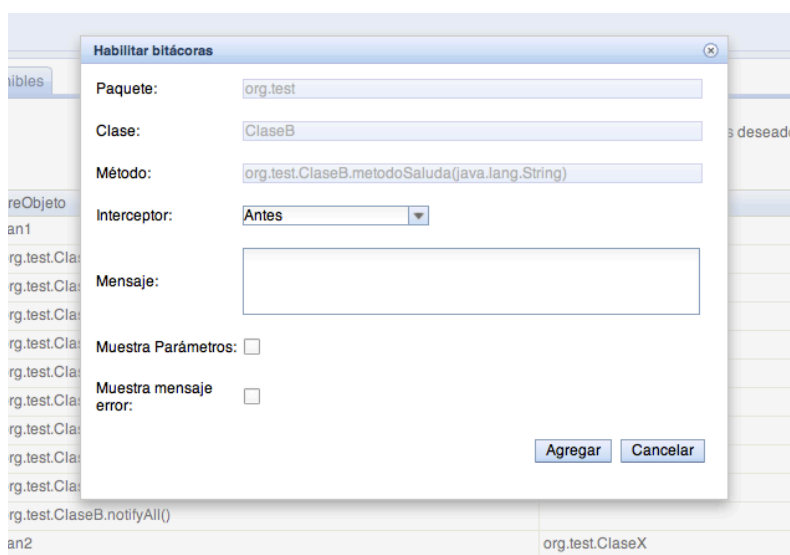 Habilitar bitácoras
nibles
Paquete: org.test
Clase: ClaseB
s desead
Método: org.test.ClaseB.metodoSaluda(java.lang.String)
reObjeto
Interceptor: Antes
an1
rg.test.Clas
rg.test.Clas
Mensaje:
rg.test.Clas
rg.test.Clas
Muestra Parámetros:
rg.test.Clas
Muestra mensaje
error:
rg.test.Clas
rg.test.Clas
Agregar Cancelar
rg.test.Clas
rg.test.Clas
rg.test.ClaseB.notifyAll()
an2 org.test.ClaseX